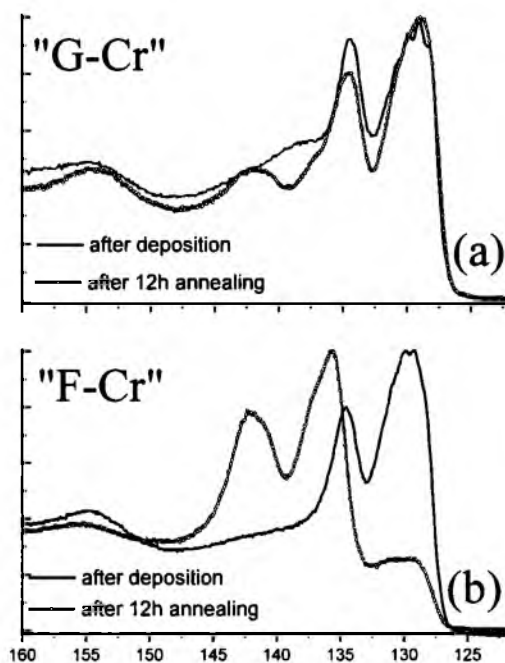 "G-Cr"
after deposition
after 12h annealing
(a)
"F-Cr"
after deposition
after 12h annealing
(b)
160 155 150 145 140 135 130 125